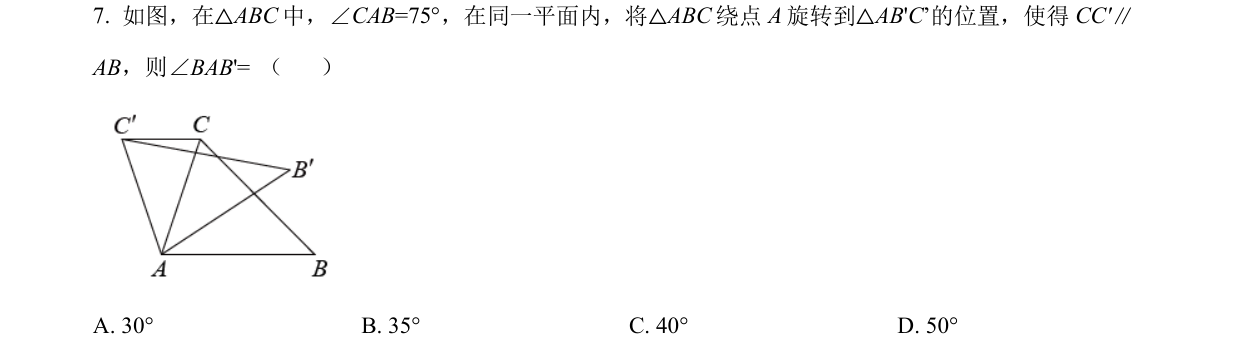 7. 如图，在△ABC中，∠CAB=75°，在同一平面内，将△ABC绕点A旋转到△AB'C'的位置，使得CC'∥
AB，则∠BAB'= （　　）
C' C
B'
A B
A. 30° B. 35° C. 40° D. 50°